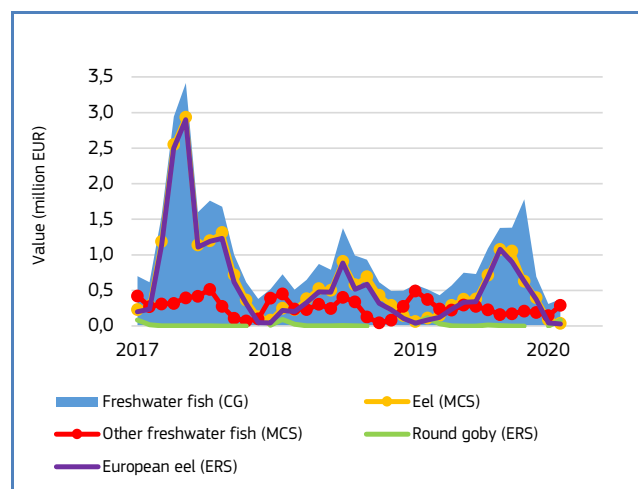 3,5
3,0
2,5
2,0
1,5
1,0
0,5
0,0
Value (million EUR)
2017 2018 2019 2020
Freshwater fish (CG) Eel (MCS)
Other freshwater fish (MCS) Round goby (ERS)
European eel (ERS)